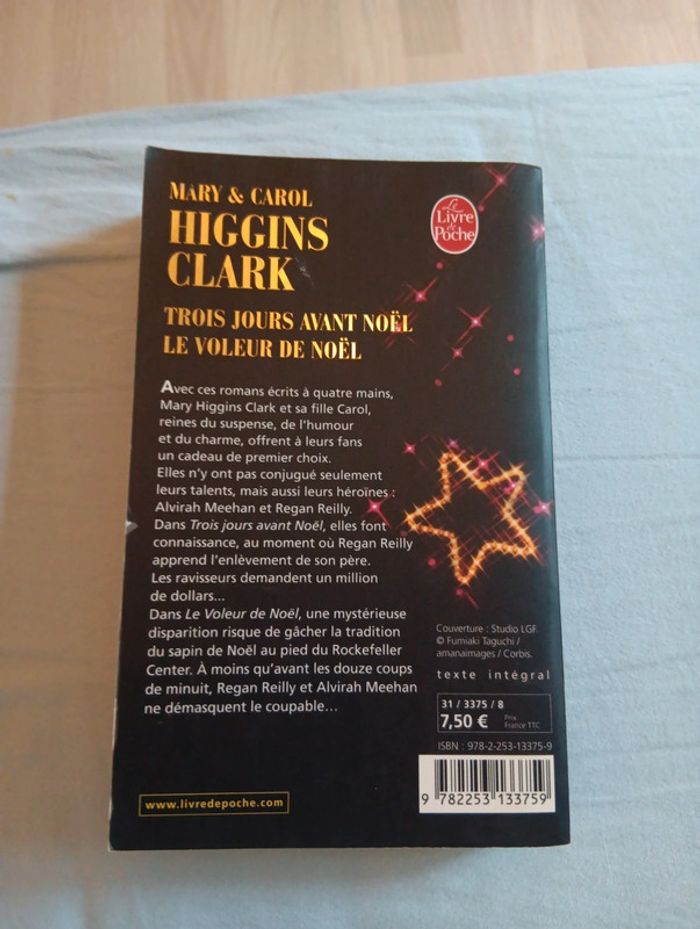 MARY & CAROL
HIGGINS
CLARK
Le
Livre
de
Poche
TROIS JOURS AVANT NOËL
LE VOLEUR DE NOËL
Avec ces romans écrits à quatre mains,
Mary Higgins Clark et sa fille Carol,
reines du suspense, de l'humour
et du charme, offrent à leurs fans
un cadeau de premier choix.
Elles n'y ont pas conjugué seulement
leurs talents, mais aussi leurs héroïnes :
Alvirah Meehan et Regan Reilly.
Dans Trois jours avant Noël, elles font
connaissance, au moment où Regan Reilly
apprend l'enlèvement de son père.
Les ravisseurs demandent un million
de dollars...
Dans Le Voleur de Noël, une mystérieuse
disparition risque de gâcher la tradition
du sapin de Noël au pied du Rockefeller
Center. À moins qu'avant les douze coups
de minuit, Regan Reilly et Alvirah Meehan
ne démasquent le coupable...
www.livredepoche.com
Couverture : Studio LGF.
© Fumiaki Taguchi /
amanaimages / Corbis.
texte intégral
31 / 3375 / 8
7,50 €
Prix
France TTC
ISBN : 978-2-253-13375-9
9 782253 133759